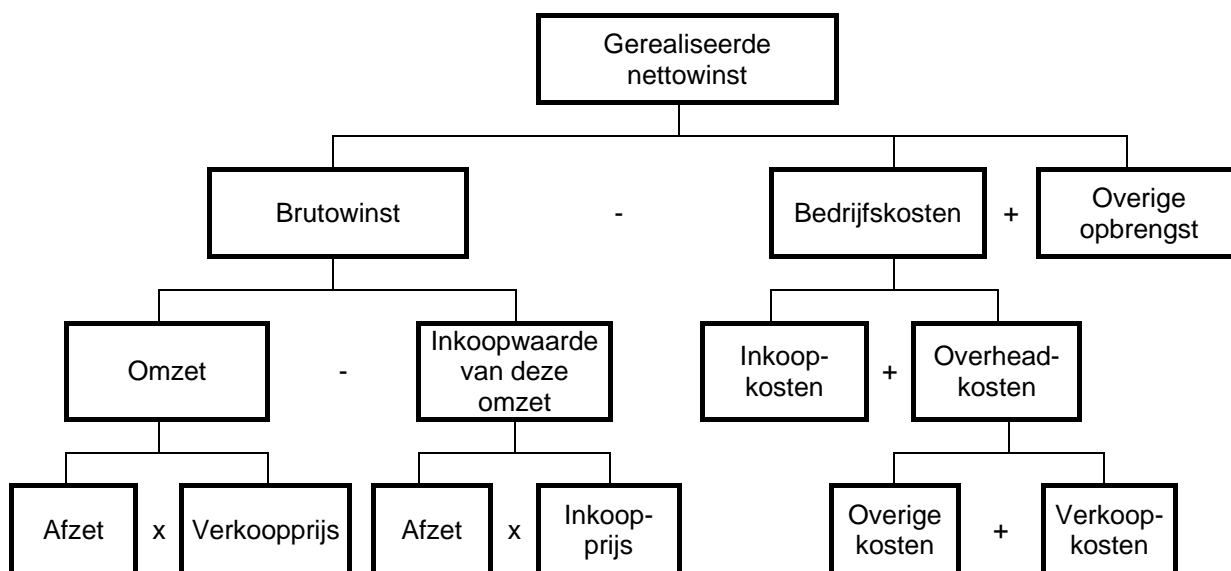 Gerealiseerde
nettowinst
Brutowinst
-
Bedrijfskosten
+
Overige
opbrengst
Omzet
-
Inkoopwaarde
van deze
omzet
Inkoop-
kosten
+
Overhead-
kosten
Afzet
x
Verkoopprijs
Afzet
x
Inkoop-
prijs
Overige
kosten
+
Verkoop-
kosten